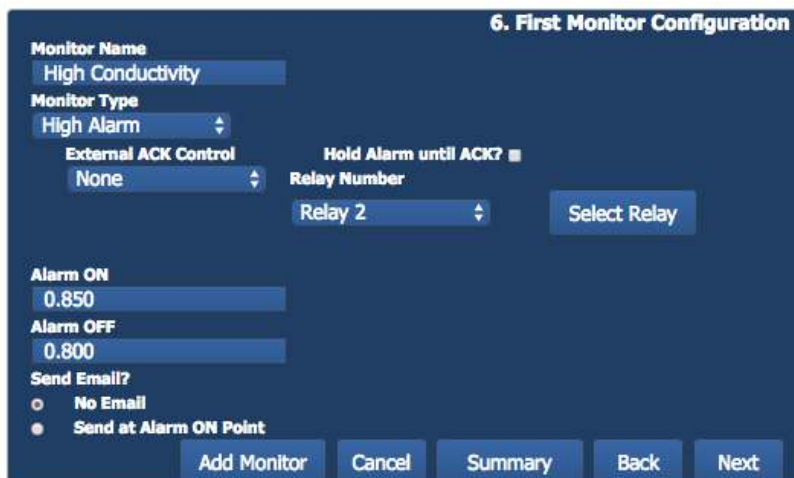 6. First Monitor Configuration
Monitor Name
High Conductivity
Monitor Type
High Alarm
External ACK Control Hold Alarm until ACK?
None Relay Number
Relay 2 Select Relay
Alarm ON
0.850
Alarm OFF
0.800
Send Email?
No Email
Send at Alarm ON Point
Add Monitor Cancel Summary Back Next